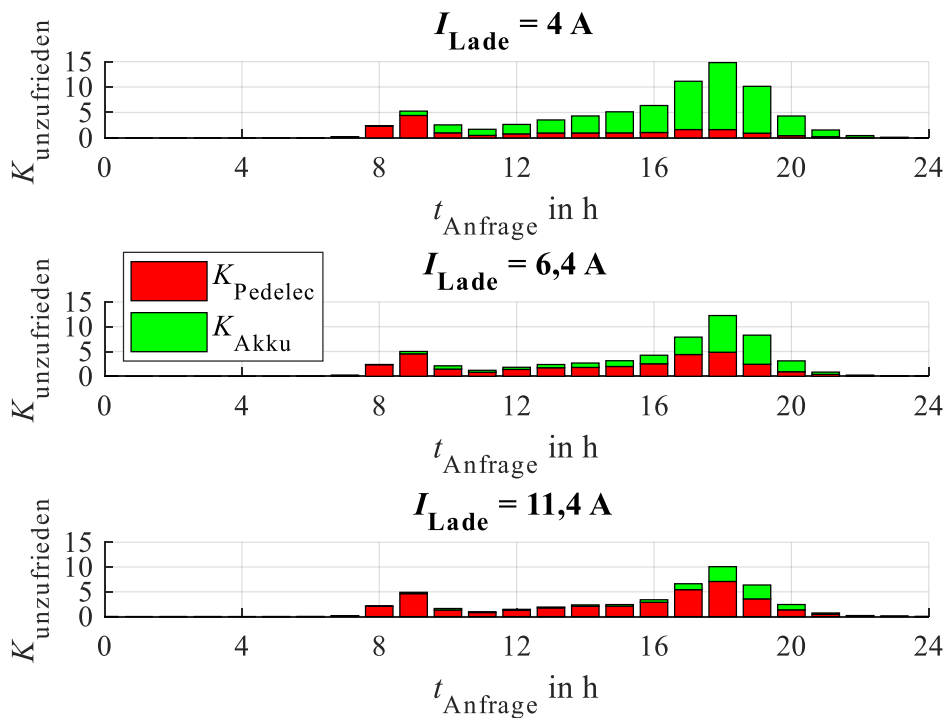 I_Lade = 4 A
K_unzufrieden
15
10
5
0
0 4 8 12 16 20 24
t_Anfrage in h
I_Lade = 6,4 A
K_unzufrieden
15
10
5
0
K_Pedelec
K_Akku
0 4 8 12 16 20 24
t_Anfrage in h
I_Lade = 11,4 A
K_unzufrieden
15
10
5
0
0 4 8 12 16 20 24
t_Anfrage in h